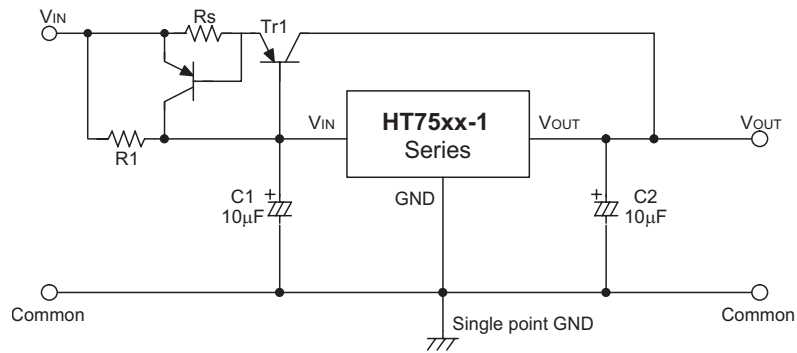 VIN
Rs
Tr1
R1
VIN
HT75xx-1
Series
VOUT
VOUT
GND
C1
+
10μF
C2
+
10μF
Common
Single point GND
Common